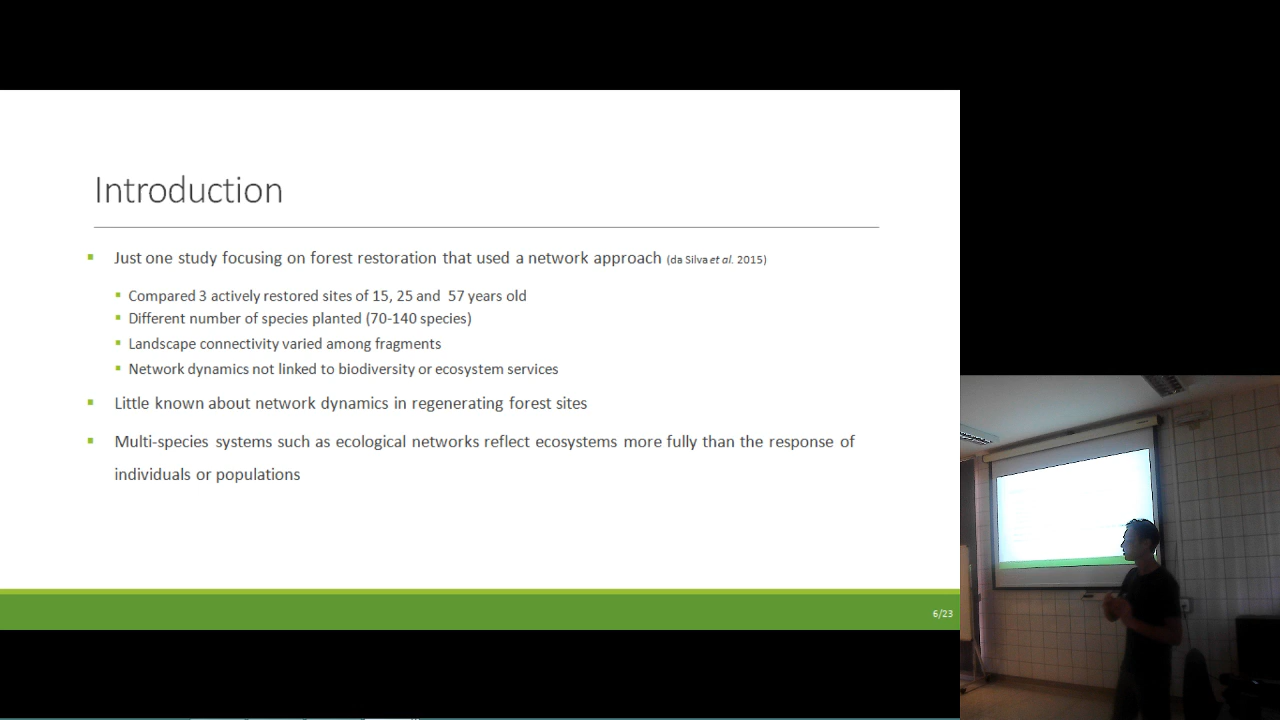 Introduction
Just one study focusing on forest restoration that used a network approach (da Silva et al. 2015)
Compared 3 actively restored sites of 15, 25 and 57 years old
Different number of species planted (70-140 species)
Landscape connectivity varied among fragments
Network dynamics not linked to biodiversity or ecosystem services
Little known about network dynamics in regenerating forest sites
Multi-species systems such as ecological networks reflect ecosystems more fully than the response of
individuals or populations
6/23